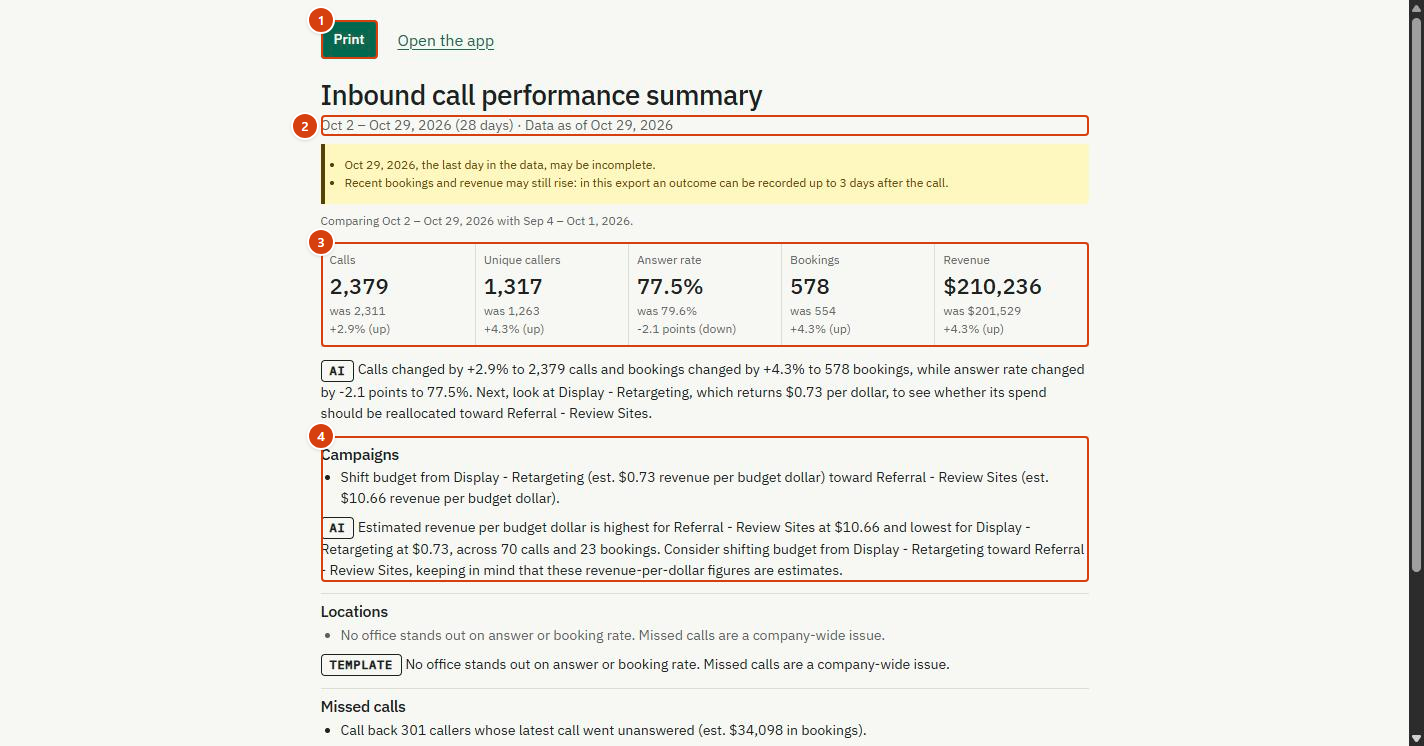 1
Print
Open the app
Inbound call performance summary
2
Oct 2 – Oct 29, 2026 (28 days) · Data as of Oct 29, 2026
• Oct 29, 2026, the last day in the data, may be incomplete.
• Recent bookings and revenue may still rise: in this export an outcome can be recorded up to 3 days after the call.
Comparing Oct 2 – Oct 29, 2026 with Sep 4 – Oct 1, 2026.
3
Calls
2,379
was 2,311
+2.9% (up)
Unique callers
1,317
was 1,263
+4.3% (up)
Answer rate
77.5%
was 79.6%
-2.1 points (down)
Bookings
578
was 554
+4.3% (up)
Revenue
$210,236
was $201,529
+4.3% (up)
AI Calls changed by +2.9% to 2,379 calls and bookings changed by +4.3% to 578 bookings, while answer rate changed
by -2.1 points to 77.5%. Next, look at Display - Retargeting, which returns $0.73 per dollar, to see whether its spend
should be reallocated toward Referral - Review Sites.
4
Campaigns
• Shift budget from Display - Retargeting (est. $0.73 revenue per budget dollar) toward Referral - Review Sites (est.
$10.66 revenue per budget dollar).
AI Estimated revenue per budget dollar is highest for Referral - Review Sites at $10.66 and lowest for Display -
Retargeting at $0.73, across 70 calls and 23 bookings. Consider shifting budget from Display - Retargeting toward Referral
- Review Sites, keeping in mind that these revenue-per-dollar figures are estimates.
Locations
• No office stands out on answer or booking rate. Missed calls are a company-wide issue.
TEMPLATE No office stands out on answer or booking rate. Missed calls are a company-wide issue.
Missed calls
• Call back 301 callers whose latest call went unanswered (est. $34,098 in bookings).